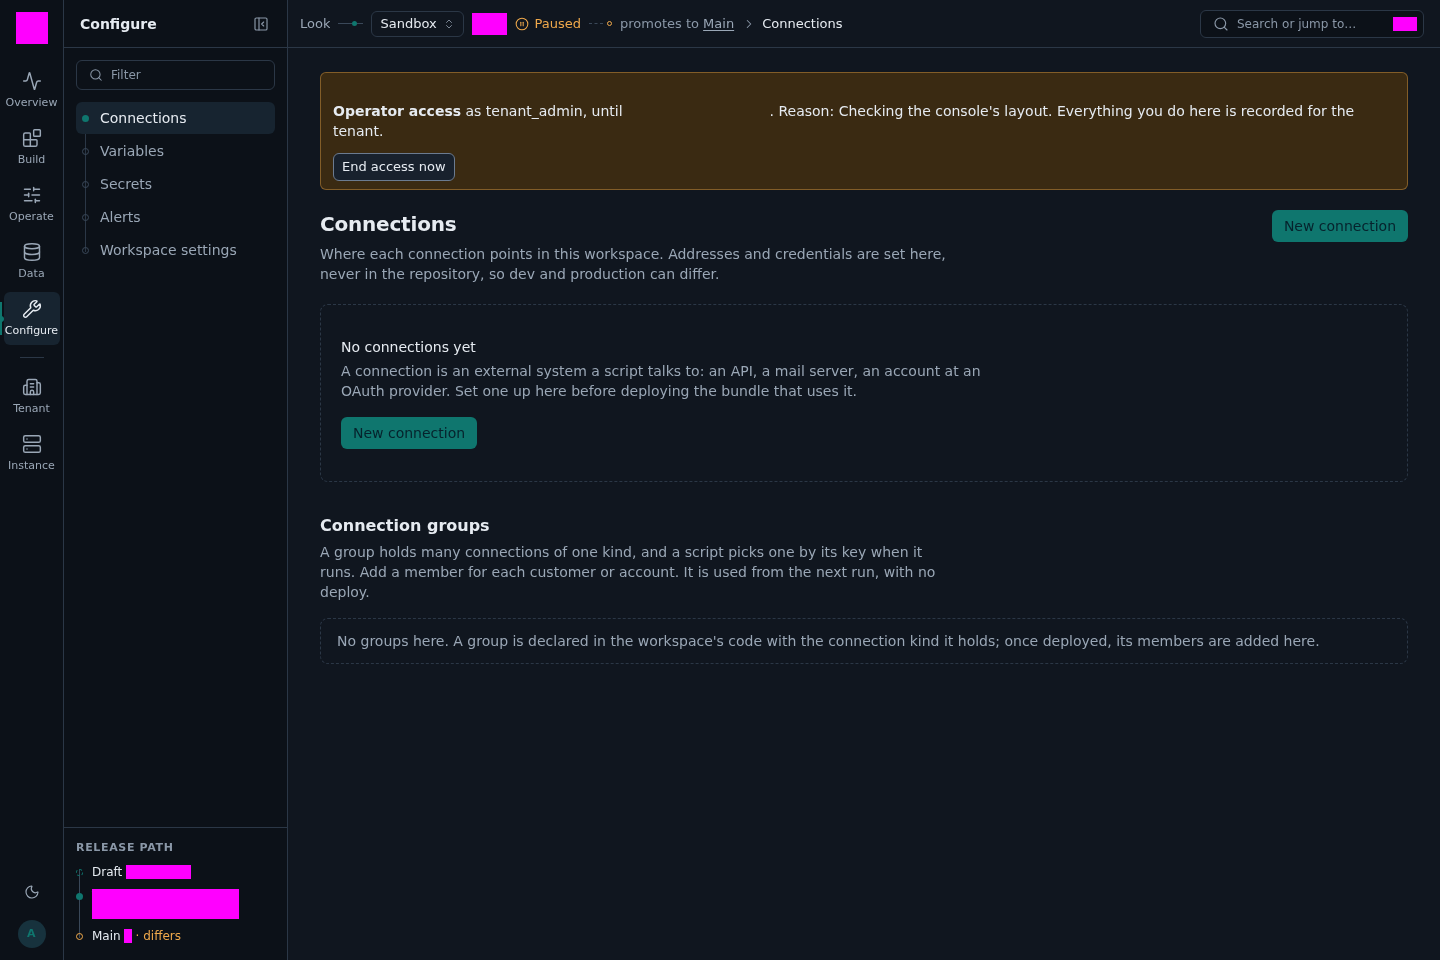 Configure
Look
Sandbox
Paused
promotes to Main
Connections
Search or jump to...
Overview
Build
Operate
Data
Configure
Tenant
Instance
A
Filter
Connections
Variables
Secrets
Alerts
Workspace settings
RELEASE PATH
Draft
Main · differs
Operator access as tenant_admin, until . Reason: Checking the console's layout. Everything you do here is recorded for the
tenant.
End access now
Connections
New connection
Where each connection points in this workspace. Addresses and credentials are set here,
never in the repository, so dev and production can differ.
No connections yet
A connection is an external system a script talks to: an API, a mail server, an account at an
OAuth provider. Set one up here before deploying the bundle that uses it.
New connection
Connection groups
A group holds many connections of one kind, and a script picks one by its key when it
runs. Add a member for each customer or account. It is used from the next run, with no
deploy.
No groups here. A group is declared in the workspace's code with the connection kind it holds; once deployed, its members are added here.